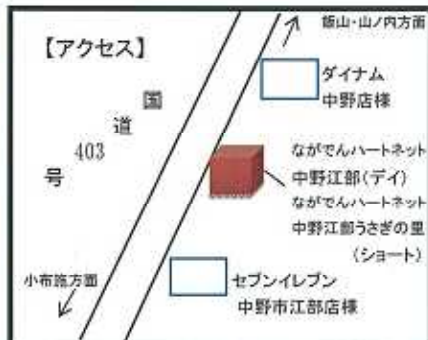 【アクセス】
飯山・山ノ内方面
ダイナム
中野店様
国道403号
ながでんハートネット
中野江部(デイ)
ながでんハートネット
中野江部うさぎの里
(ショート)
小布施方面
セブンイレブン
中野市江部店様